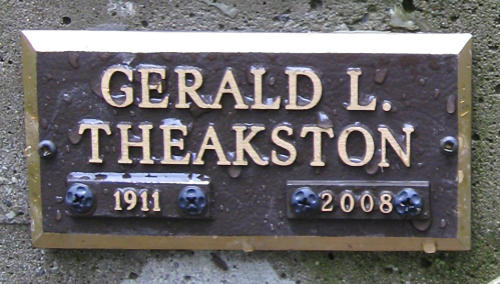 GERALD L.
THEAKSTON
1911 2008